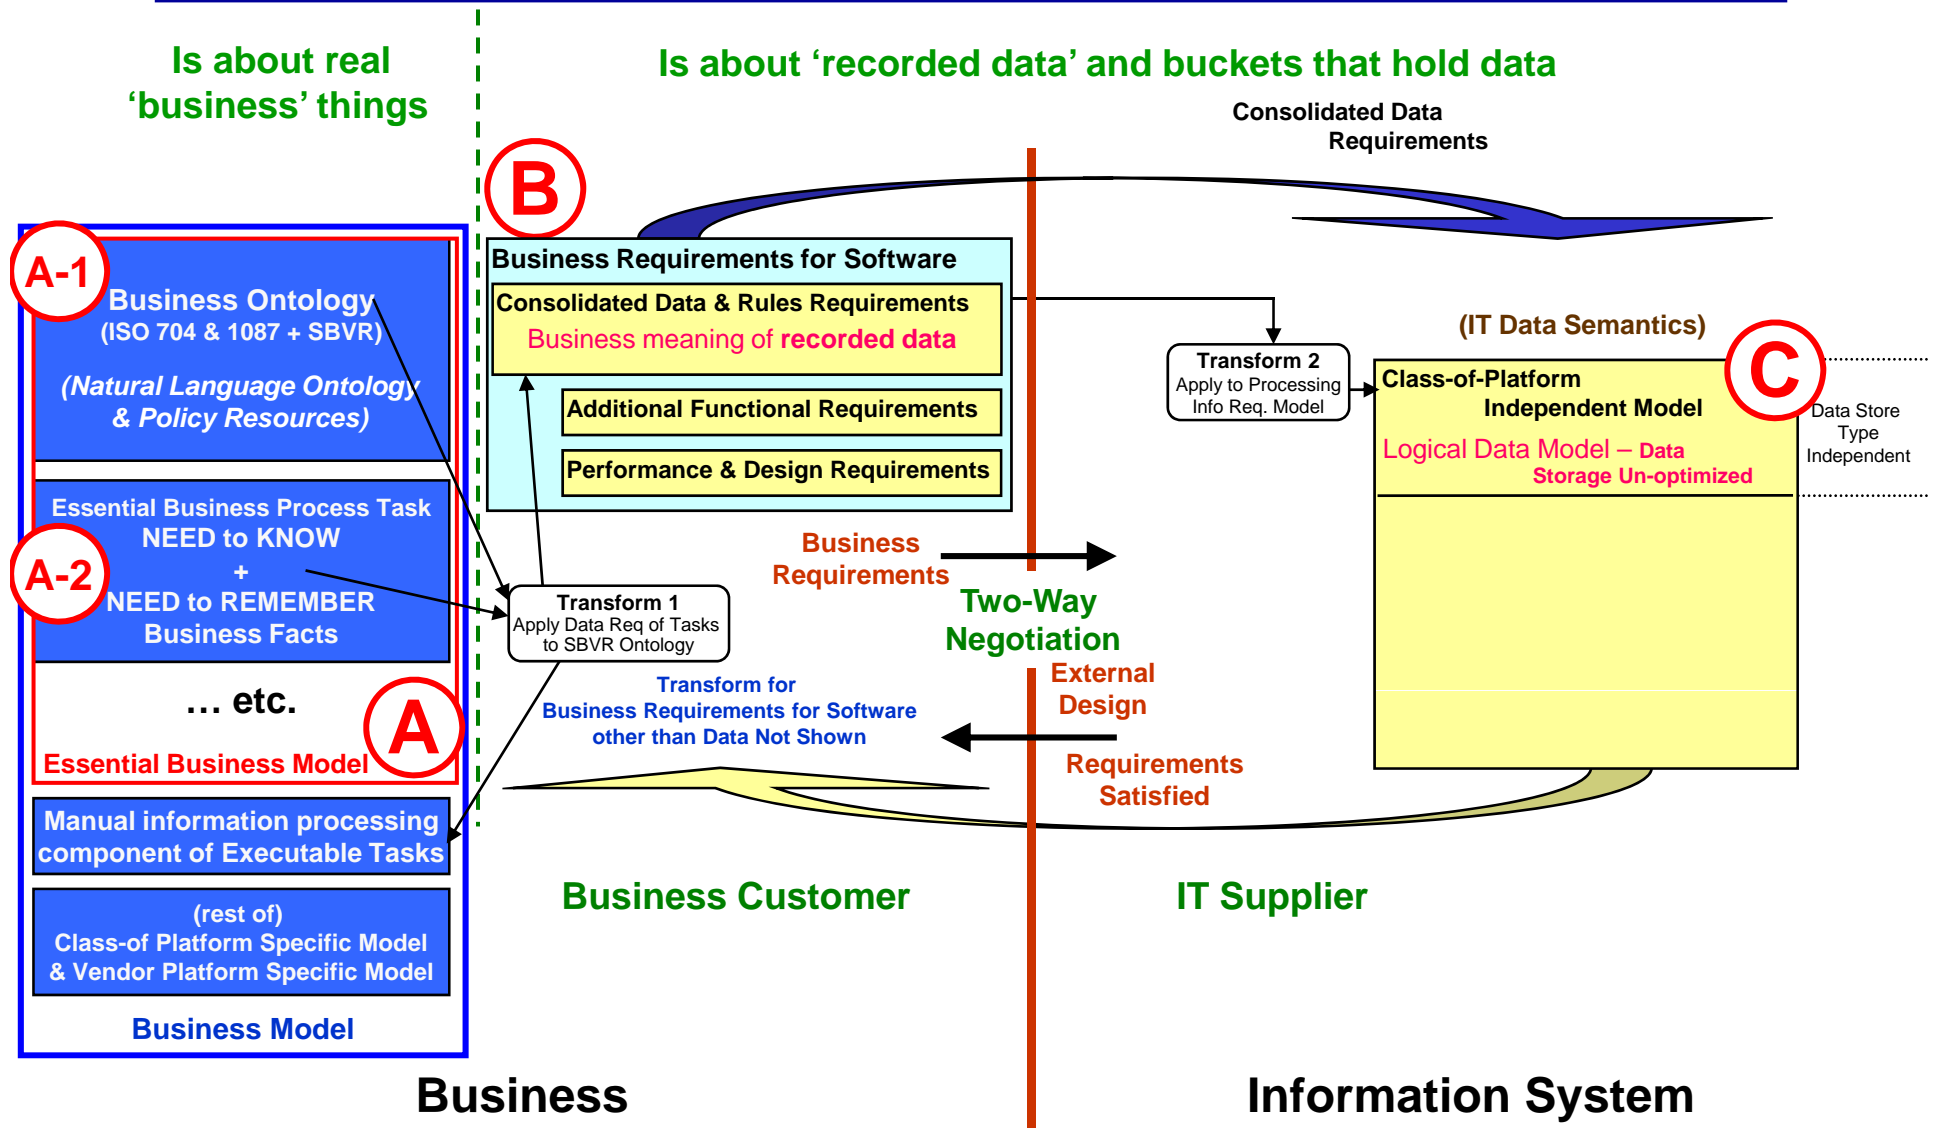 Is about real
‘business’ things
Is about ‘recorded data’ and buckets that hold data
Consolidated Data
Requirements
B
A-1
Business Ontology
(ISO 704 & 1087 + SBVR)
(Natural Language Ontology
& Policy Resources)
Essential Business Process Task
NEED to KNOW
+
NEED to REMEMBER
Business Facts
A-2
… etc.
A
Essential Business Model
Manual information processing
component of Executable Tasks
(rest of)
Class-of Platform Specific Model
& Vendor Platform Specific Model
Business Model
Business Requirements for Software
Consolidated Data & Rules Requirements
Business meaning of recorded data
Additional Functional Requirements
Performance & Design Requirements
Transform 1
Apply Data Req of Tasks
to SBVR Ontology
Transform for
Business Requirements for Software
other than Data Not Shown
Business
Requirements
Two-Way
Negotiation
External
Design
Requirements
Satisfied
Transform 2
Apply to Processing
Info Req. Model
(IT Data Semantics)
C
Class-of-Platform
Independent Model
Logical Data Model – Data
Storage Un-optimized
Data Store
Type
Independent
Business Customer
IT Supplier
Business
Information System